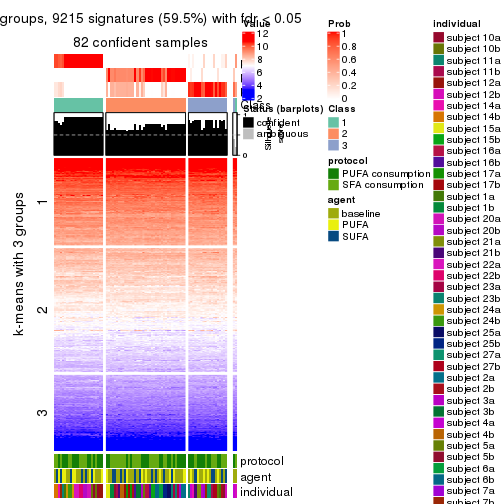 groups, 9215 signatures (59.5%) with fdr < 0.05
82 confident samples
k-means with 3 groups
1
2
3
protocol
agent
individual
Value
12
10
8
6
4
2
Class
Status (barplots)
confident
ambiguous
0
Prob
1
0.8
0.6
0.4
0.2
0
Class
1
2
3
protocol
PUFA consumption
SFA consumption
agent
baseline
PUFA
SUFA
individual
subject 10a
subject 10b
subject 11a
subject 11b
subject 12a
subject 12b
subject 14a
subject 14b
subject 15a
subject 15b
subject 16a
subject 16b
subject 17a
subject 17b
subject 1a
subject 1b
subject 20a
subject 20b
subject 21a
subject 21b
subject 22a
subject 22b
subject 23a
subject 23b
subject 24a
subject 24b
subject 25a
subject 25b
subject 27a
subject 27b
subject 2a
subject 2b
subject 3a
subject 3b
subject 4a
subject 4b
subject 5a
subject 5b
subject 6a
subject 6b
subject 7a
subject 7b